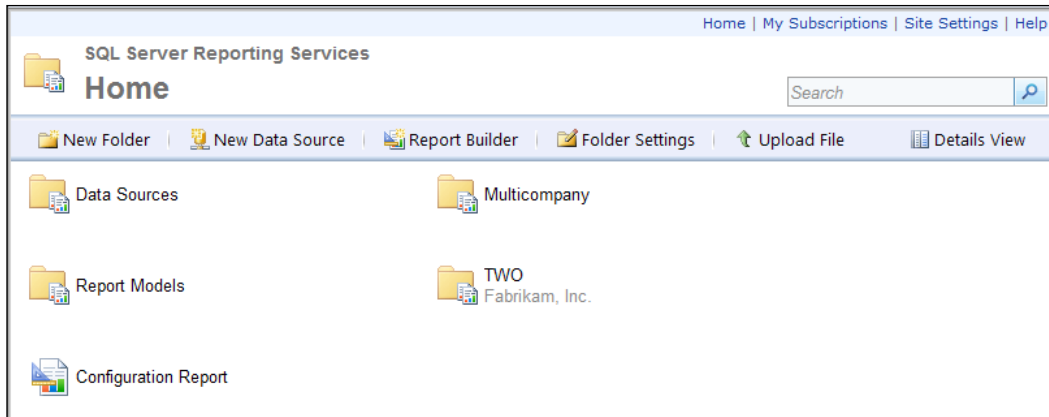 Home | My Subscriptions | Site Settings | Help
SQL Server Reporting Services
Home
Search
New Folder | New Data Source | Report Builder | Folder Settings | Upload File Details View
Data Sources Multicompany
Report Models TWO
Fabrikam, Inc.
Configuration Report